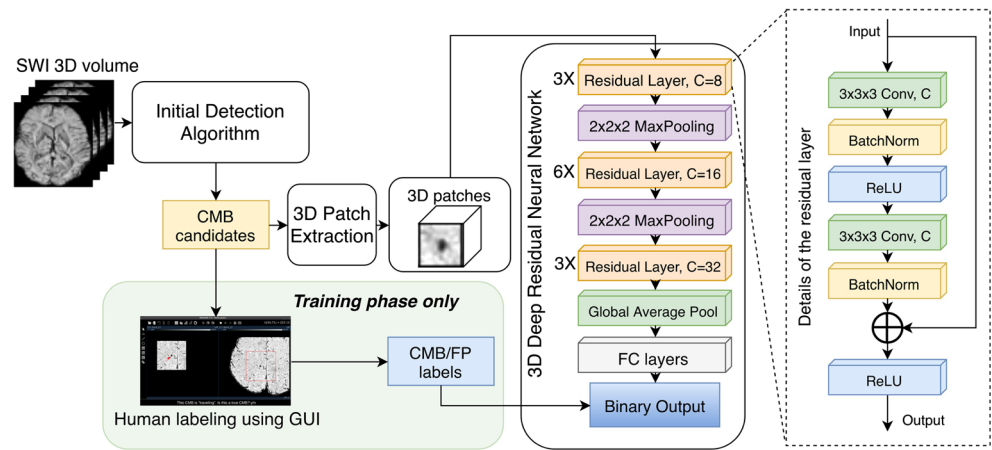 SWI 3D volume
Initial Detection
Algorithm
CMB
candidates
3D Patch
Extraction
3D patches
Training phase only
Human labeling using GUI
CMB/FP
labels
3D Deep Residual Neural Network
3X
Residual Layer, C=8
2x2x2 MaxPooling
6X
Residual Layer, C=16
2x2x2 MaxPooling
3X
Residual Layer, C=32
Global Average Pool
FC layers
Binary Output
Details of the residual layer
Input
3x3x3 Conv, C
BatchNorm
ReLU
3x3x3 Conv, C
BatchNorm
ReLU
Output